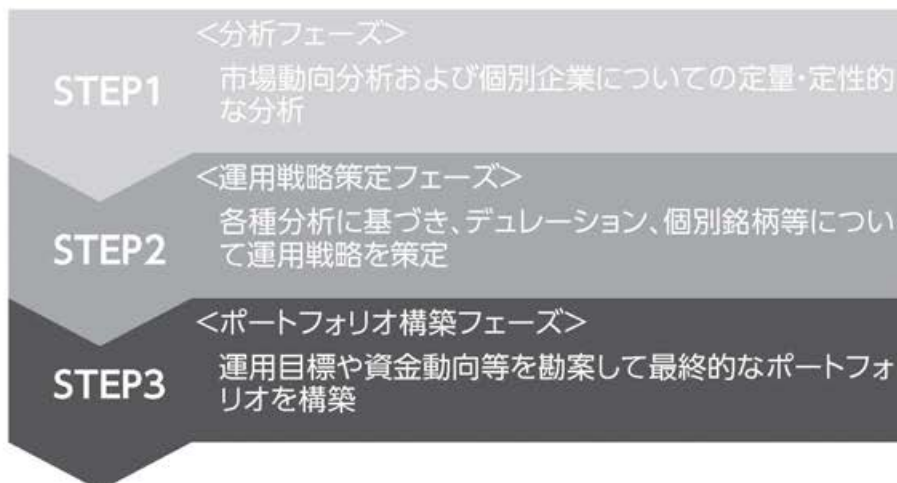 <分析フェーズ>
STEP1
市場動向分析および個別企業についての定量・定性的
な分析
<運用戦略策定フェーズ>
STEP2
各種分析に基づき、デュレーション、個別銘柄等につい
て運用戦略を策定
<ポートフォリオ構築フェーズ>
STEP3
運用目標や資金動向等を勘案して最終的なポートフォ
リオを構築